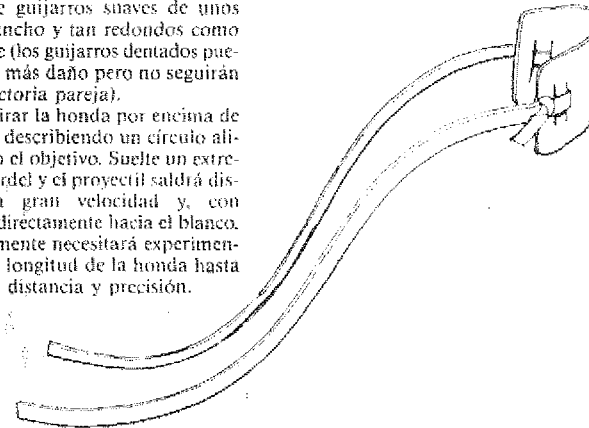 e guijarros suaves de unos
ancho y tan redondos como
e (los guijarros dentados pue-
más daño pero no seguirán
ctoria pareja).
irar la honda por encima de
describiendo un círculo ali-
o el objetivo. Suelte un extre-
rdel y el proyectil saldrá dis-
a gran velocidad y, con
directamente hacia el blanco.
mente necesitará experimen-
longitud de la honda hasta
distancia y precisión.